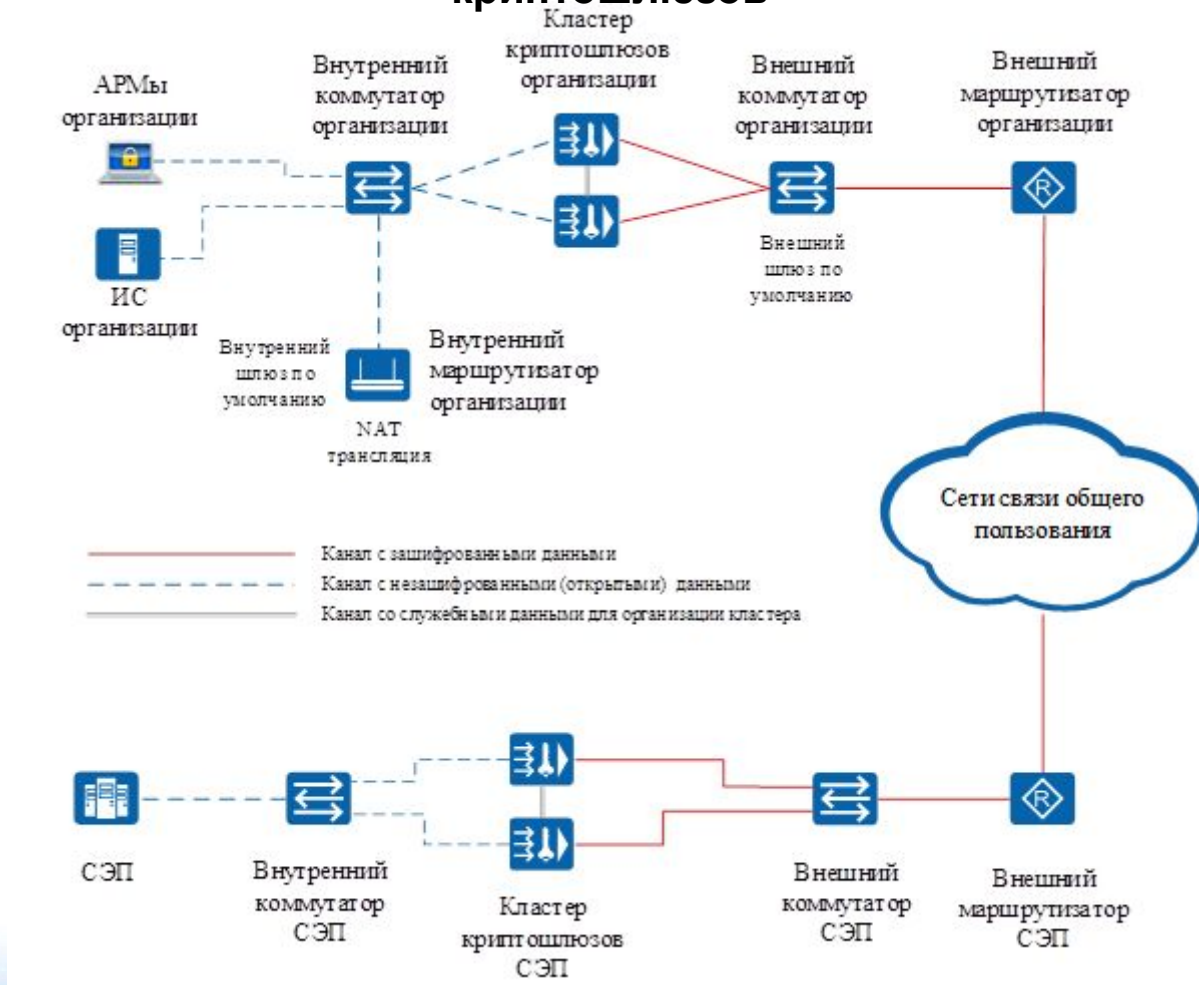 криптошлюзов
Кластер
криптошлюзов
организации
АРМы
организации
Внутренний
коммутатор
организации
Внешний
коммутатор
организации
Внешний
маршрутизатор
организации
R
ИС
организации
Внешний
шлюз по
умолчанию
Внутренний
шлюз по
умолчанию
Внутренний
маршрутизатор
организации
NAT
трансляция
Сети связи общего
пользования
Канал с зашифрованными данными
Канал с незашифрованными (открытыми) данными
Канал со служебными данными для организации кластера
R
СЭП
Внутренний
коммутатор
СЭП
Кластер
криптошлюзов
СЭП
Внешний
коммутатор
СЭП
Внешний
маршрутизатор
СЭП